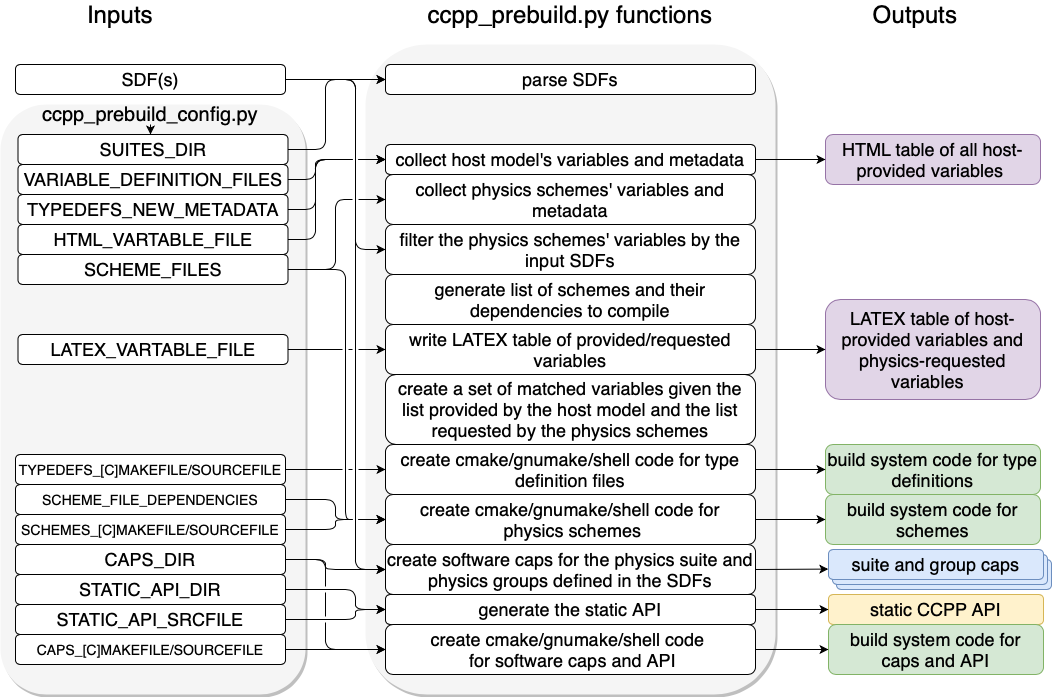 Inputs
ccpp_prebuild.py functions
Outputs
SDF(s)
ccpp_prebuild_config.py
SUITES_DIR
VARIABLE_DEFINITION_FILES
TYPEDEFS_NEW_METADATA
HTML_VARTABLE_FILE
SCHEME_FILES
LATEX_VARTABLE_FILE
TYPEDEFS_[C]MAKEFILE/SOURCEFILE
SCHEME_FILE_DEPENDENCIES
SCHEMES_[C]MAKEFILE/SOURCEFILE
CAPS_DIR
STATIC_API_DIR
STATIC_API_SRCFILE
CAPS_[C]MAKEFILE/SOURCEFILE
parse SDFs
collect host model's variables and metadata
collect physics schemes' variables and
metadata
filter the physics schemes' variables by the
input SDFs
generate list of schemes and their
dependencies to compile
write LATEX table of provided/requested
variables
create a set of matched variables given the
list provided by the host model and the list
requested by the physics schemes
create cmake/gnumake/shell code for type
definition files
create cmake/gnumake/shell code for
physics schemes
create software caps for the physics suite and
physics groups defined in the SDFs
generate the static API
create cmake/gnumake/shell code
for software caps and API
HTML table of all host-
provided variables
LATEX table of host-
provided variables and
physics-requested
variables
build system code for type
definitions
build system code for
schemes
suite and group caps
static CCPP API
build system code for
caps and API